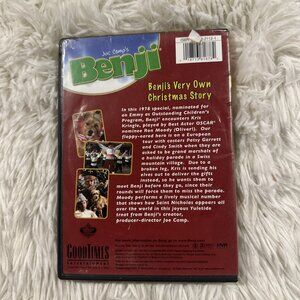 Joe Camp's
Benji
Benji's Very Own
Christmas Story
In this 1978 special, nominated for
an Emmy as Outstanding Children's
Program, Benji encounters Kris
Kringle, played by Best Actor OSCAR
nominee Ron Moody (Oliver!). Our
floppy-eared hero is on a European
tour with costars Patsy Garrett
and Cindy Smith when they are
asked to be grand marshals of
a holiday parade in a Swiss
mountain village. Due to a
broken leg, Kris is sending his
elves out to deliver the gifts
instead, so he wants them to
meet Benji before they go, since their
duties will force them to miss the parade.
Moody performs a lively musical number
that shows how Saint Nicholas appears all
over the world in this joyous Yuletide
treat from Benji's creator,
producer-director Joe Camp.
GOODTIMES
ENTERTAINMENT